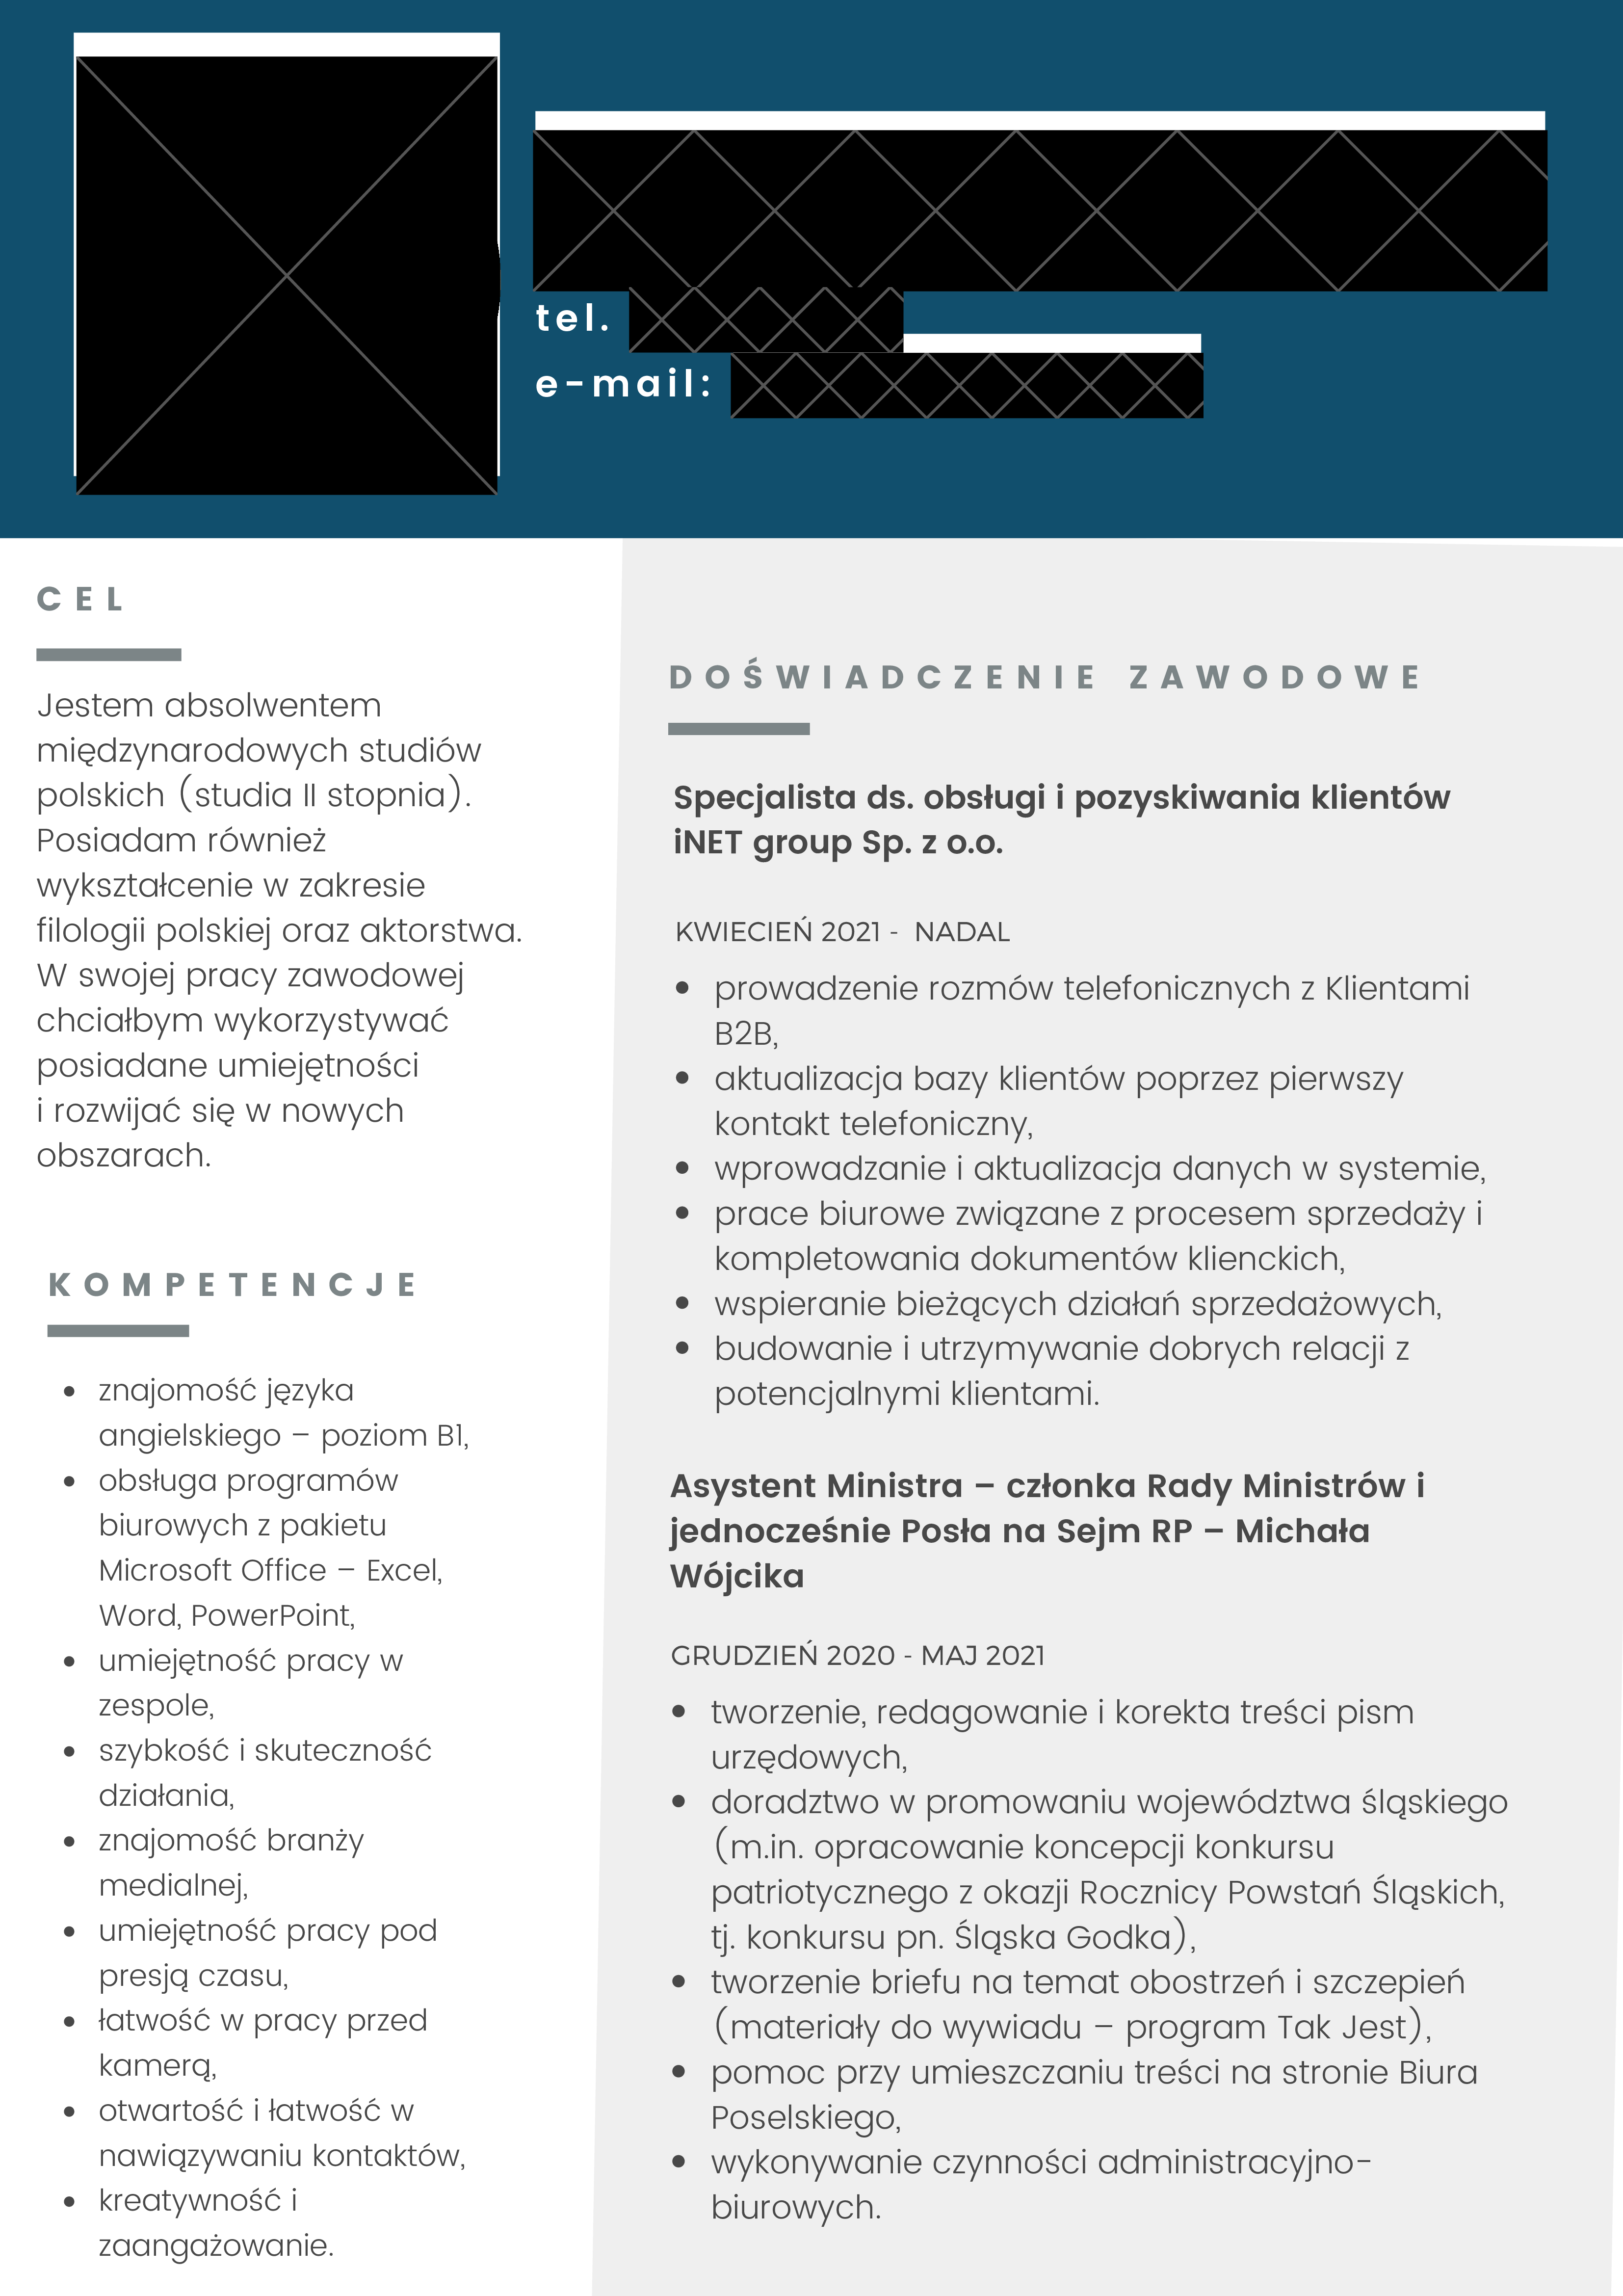 tel.
e-mail:
CEL
Jestem absolwentem
międzynarodowych studiów
polskich (studia II stopnia).
Posiadam również
wykształcenie w zakresie
filologii polskiej oraz aktorstwa.
W swojej pracy zawodowej
chciałbym wykorzystywać
posiadane umiejętności
i rozwijać się w nowych
obszarach.
KOMPETENCJE
• znajomość języka
angielskiego – poziom B1,
• obsługa programów
biurowych z pakietu
Microsoft Office – Excel,
Word, PowerPoint,
• umiejętność pracy w
zespole,
• szybkość i skuteczność
działania,
• znajomość branży
medialnej,
• umiejętność pracy pod
presją czasu,
• łatwość w pracy przed
kamerą,
• otwartość i łatwość w
nawiązywaniu kontaktów,
• kreatywność i
zaangażowanie.
DOŚWIADCZENIE ZAWODOWE
Specjalista ds. obsługi i pozyskiwania klientów
iNET group Sp. z o.o.
KWIECIEŃ 2021 - NADAL
• prowadzenie rozmów telefonicznych z Klientami
B2B,
• aktualizacja bazy klientów poprzez pierwszy
kontakt telefoniczny,
• wprowadzanie i aktualizacja danych w systemie,
• prace biurowe związane z procesem sprzedaży i
kompletowania dokumentów klienckich,
• wspieranie bieżących działań sprzedażowych,
• budowanie i utrzymywanie dobrych relacji z
potencjalnymi klientami.
Asystent Ministra – członka Rady Ministrów i
jednocześnie Posła na Sejm RP – Michała
Wójcika
GRUDZIEŃ 2020 - MAJ 2021
• tworzenie, redagowanie i korekta treści pism
urzędowych,
• doradztwo w promowaniu województwa śląskiego
(m.in. opracowanie koncepcji konkursu
patriotycznego z okazji Rocznicy Powstań Śląskich,
tj. konkursu pn. Śląska Godka),
• tworzenie briefu na temat obostrzeń i szczepień
(materiały do wywiadu – program Tak Jest),
• pomoc przy umieszczaniu treści na stronie Biura
Poselskiego,
• wykonywanie czynności administracyjno-
biurowych.